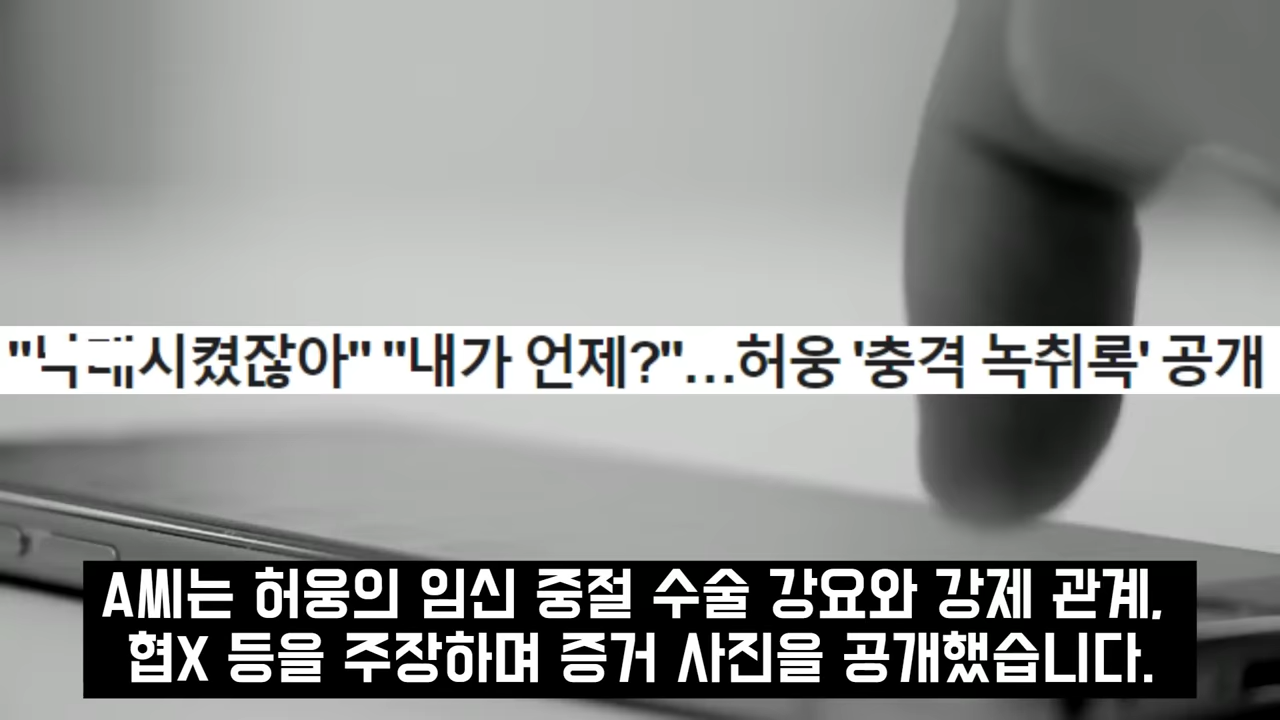 시켰잖아" "내가 언제?"...허웅 '충격 녹취록' 공개
A씨는 허웅의 임신 중절 수술 강요와 강제 관계,
협X 등을 주장하며 증거 사진을 공개했습니다.